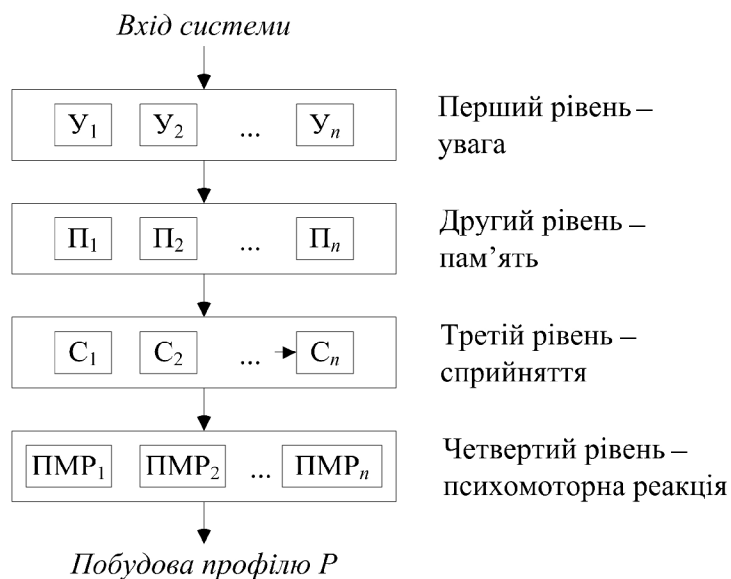 Вхід системи
У1 У2 ... Уn
Перший рівень –
увага
П1 П2 ... Пn
Другий рівень –
пам’ять
С1 С2 ... Сn
Третій рівень –
сприйняття
ПМР1 ПМР2 ... ПМРn
Четвертий рівень –
психомоторна реакція
Побудова профілю P